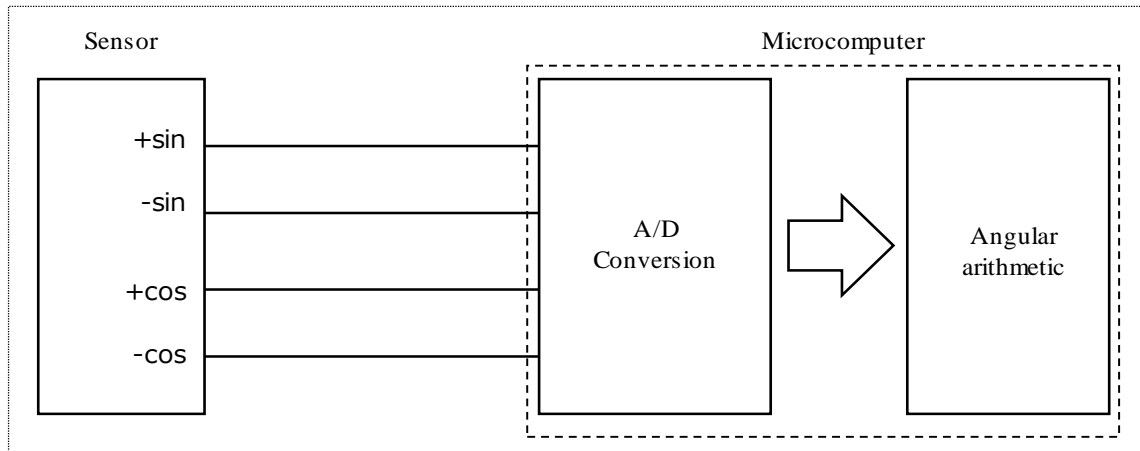 Sensor
Microcomputer
+sin
-sin
+cos
-cos
A/D
Conversion
Angular
arithmetic